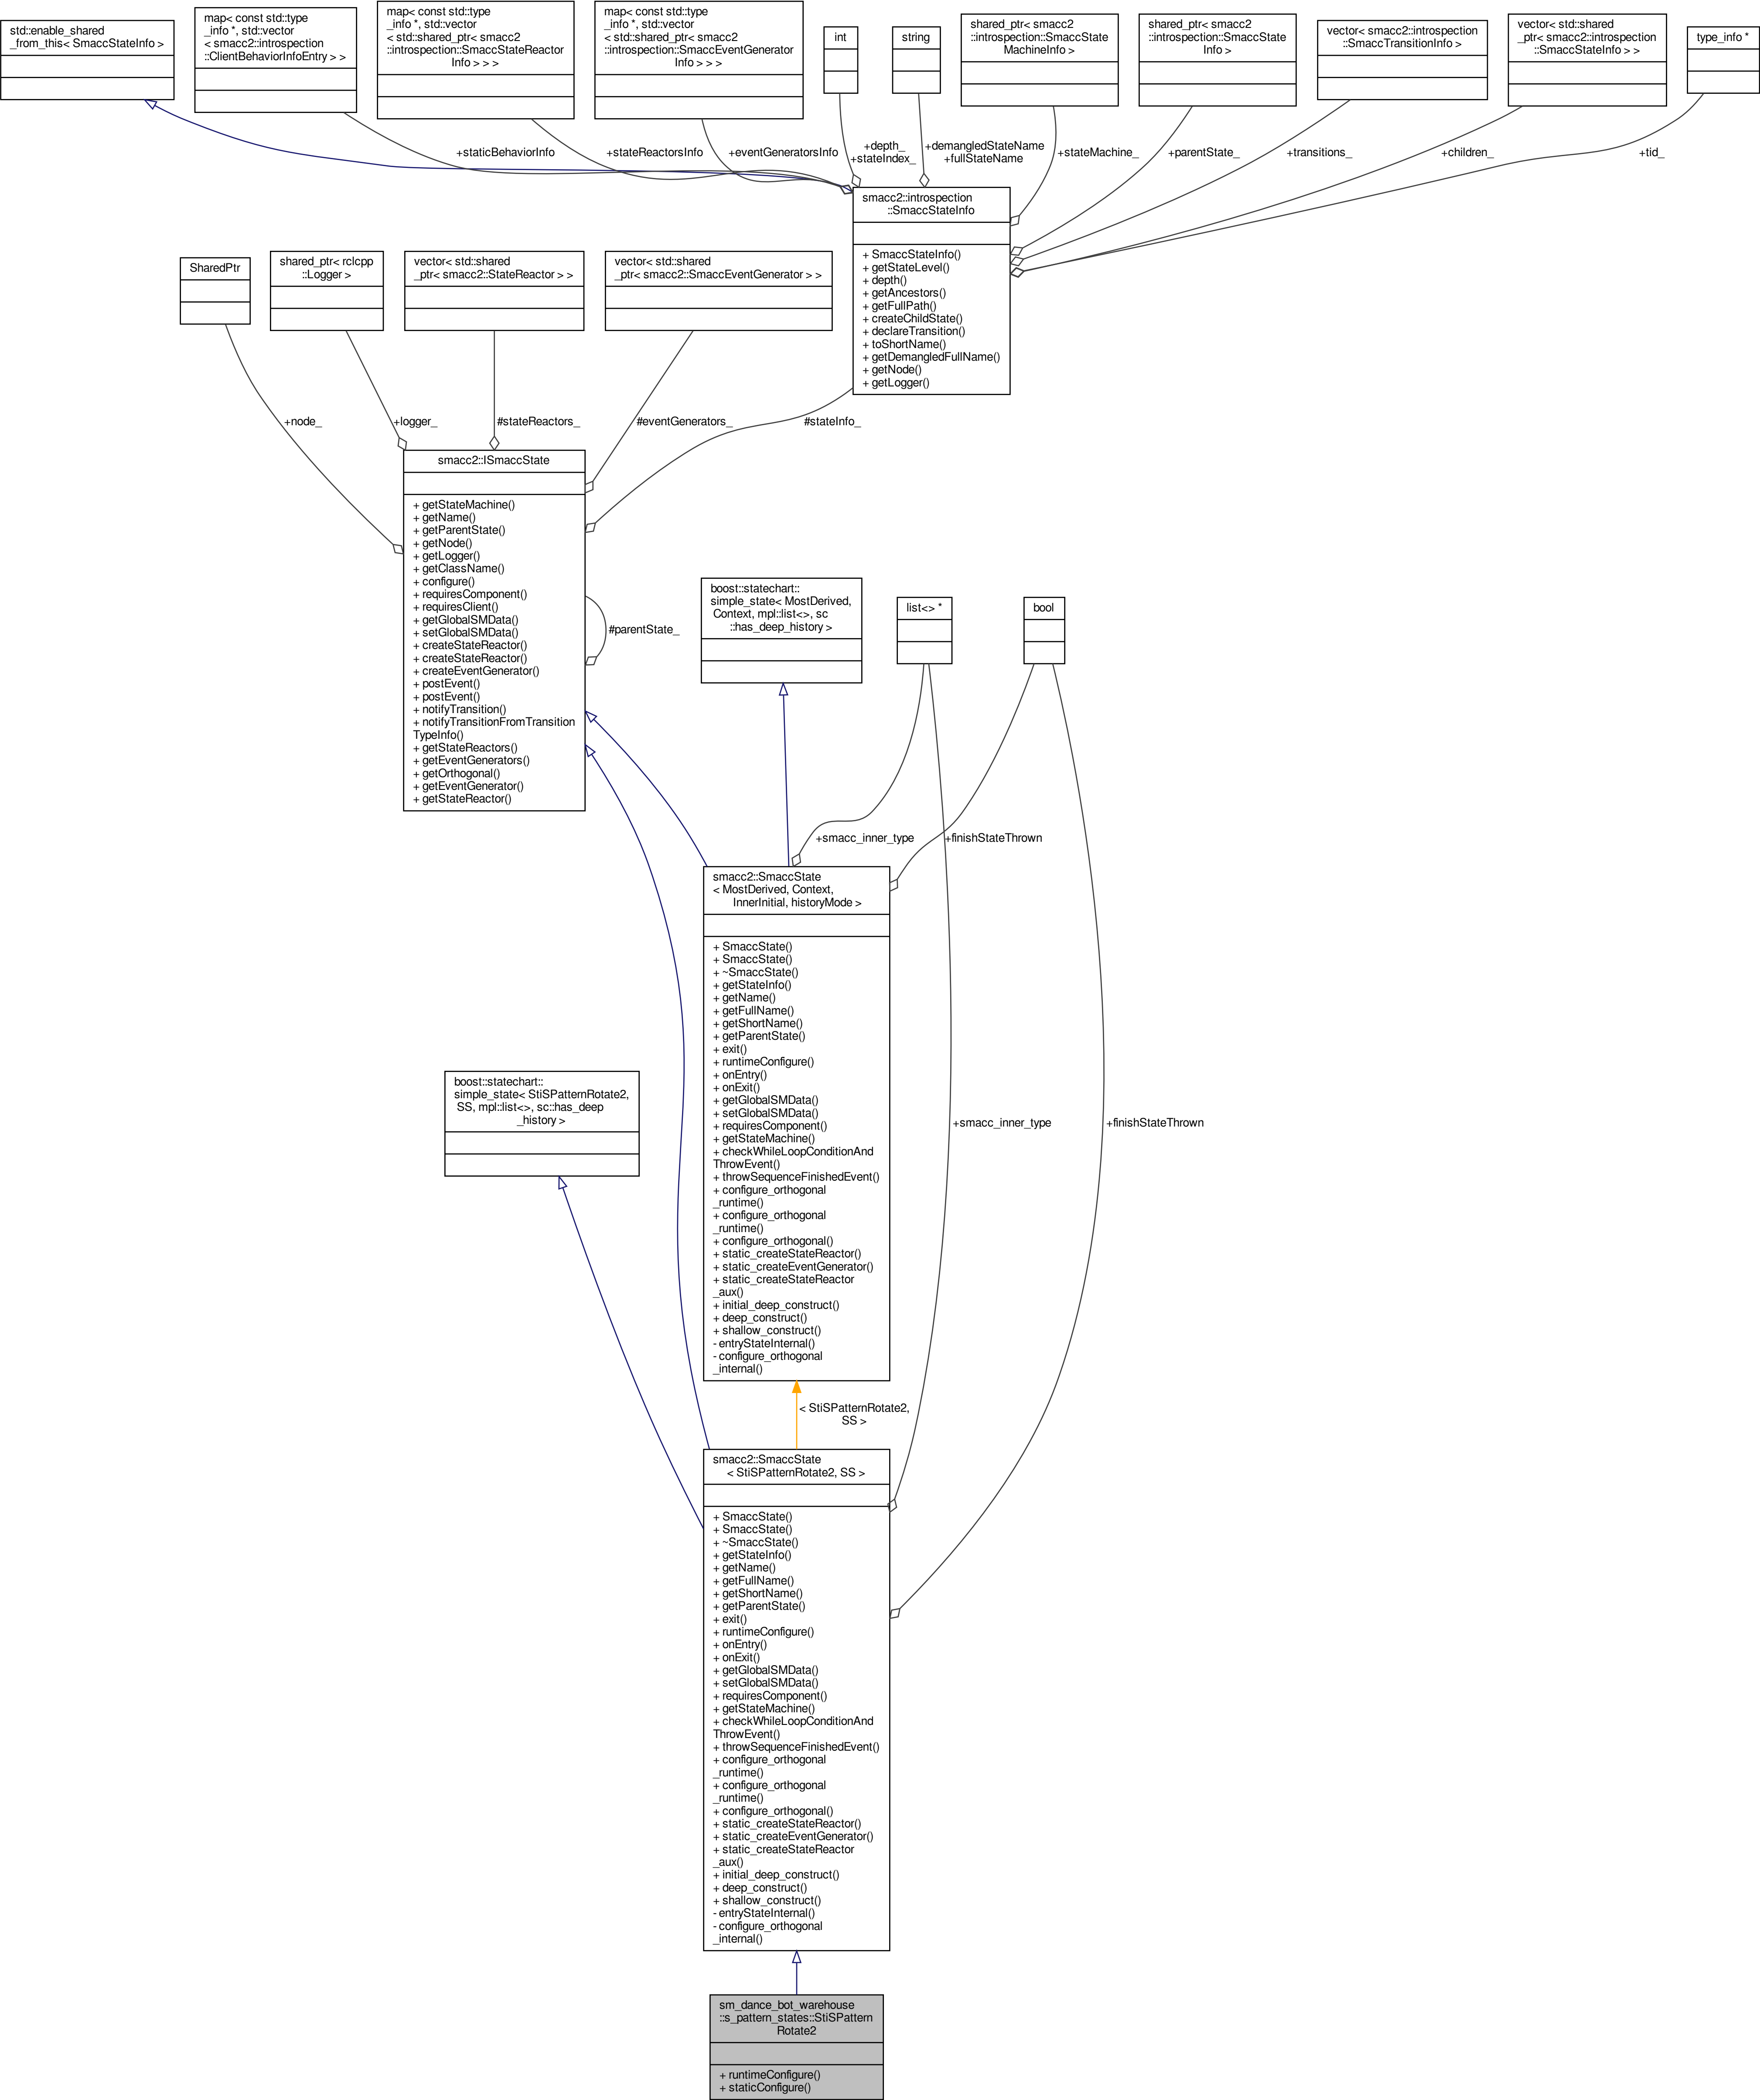 std::enable_shared
_from_this< SmaccStateInfo >
map< const std::type
_info *, std::vector
< smacc2::introspection
::ClientBehaviorInfoEntry > >
map< const std::type
_info *, std::vector
< std::shared_ptr< smacc2
::introspection::SmaccStateReactor
Info > > >
map< const std::type
_info *, std::vector
< std::shared_ptr< smacc2
::introspection::SmaccEventGenerator
Info > > >
int
string
shared_ptr< smacc2
::introspection::SmaccState
MachineInfo >
shared_ptr< smacc2
::introspection::SmaccState
Info >
vector< smacc2::introspection
::SmaccTransitionInfo >
vector< std::shared
_ptr< smacc2::introspection
::SmaccStateInfo > >
type_info *
+staticBehaviorInfo
+stateReactorsInfo
+eventGeneratorsInfo
+depth_
+stateIndex_
+demangledStateName
+fullStateName
+stateMachine_
+parentState_
+transitions_
+children_
+tid_
smacc2::introspection
::SmaccStateInfo
+ SmaccStateInfo()
+ getStateLevel()
+ depth()
+ getAncestors()
+ getFullPath()
+ createChildState()
+ declareTransition()
+ toShortName()
+ getDemangledFullName()
+ getNode()
+ getLogger()
SharedPtr
shared_ptr< rclcpp
::Logger >
vector< std::shared
_ptr< smacc2::StateReactor > >
vector< std::shared
_ptr< smacc2::SmaccEventGenerator > >
+node_
+logger_
#stateReactors_
#eventGenerators_
#stateInfo_
smacc2::ISmaccState
+ getStateMachine()
+ getName()
+ getParentState()
+ getNode()
+ getLogger()
+ getClassName()
+ configure()
+ requiresComponent()
+ requiresClient()
+ getGlobalSMData()
+ setGlobalSMData()
+ createStateReactor()
+ createStateReactor()
+ createEventGenerator()
+ postEvent()
+ postEvent()
+ notifyTransition()
+ notifyTransitionFromTransition
TypeInfo()
+ getStateReactors()
+ getEventGenerators()
+ getOrthogonal()
+ getEventGenerator()
+ getStateReactor()
#parentState_
boost::statechart::
simple_state< MostDerived,
Context, mpl::list<>, sc
::has_deep_history >
list<> *
bool
+smacc_inner_type
+finishStateThrown
smacc2::SmaccState
< MostDerived, Context,
InnerInitial, historyMode >
+ SmaccState()
+ SmaccState()
+ ~SmaccState()
+ getStateInfo()
+ getName()
+ getFullName()
+ getShortName()
+ getParentState()
+ exit()
+ runtimeConfigure()
+ onEntry()
+ onExit()
+ getGlobalSMData()
+ setGlobalSMData()
+ requiresComponent()
+ getStateMachine()
+ checkWhileLoopConditionAnd
ThrowEvent()
+ throwSequenceFinishedEvent()
+ configure_orthogonal
_runtime()
+ configure_orthogonal
_runtime()
+ configure_orthogonal()
+ static_createStateReactor()
+ static_createEventGenerator()
+ static_createStateReactor
_aux()
+ initial_deep_construct()
+ deep_construct()
+ shallow_construct()
- entryStateInternal()
- configure_orthogonal
_internal()
boost::statechart::
simple_state< StiSPatternRotate2,
SS, mpl::list<>, sc::has_deep
_history >
+smacc_inner_type
+finishStateThrown
< StiSPatternRotate2,
SS >
smacc2::SmaccState
< StiSPatternRotate2, SS >
+ SmaccState()
+ SmaccState()
+ ~SmaccState()
+ getStateInfo()
+ getName()
+ getFullName()
+ getShortName()
+ getParentState()
+ exit()
+ runtimeConfigure()
+ onEntry()
+ onExit()
+ getGlobalSMData()
+ setGlobalSMData()
+ requiresComponent()
+ getStateMachine()
+ checkWhileLoopConditionAnd
ThrowEvent()
+ throwSequenceFinishedEvent()
+ configure_orthogonal
_runtime()
+ configure_orthogonal
_runtime()
+ configure_orthogonal()
+ static_createStateReactor()
+ static_createEventGenerator()
+ static_createStateReactor
_aux()
+ initial_deep_construct()
+ deep_construct()
+ shallow_construct()
- entryStateInternal()
- configure_orthogonal
_internal()
sm_dance_bot_warehouse
::s_pattern_states::StiSPattern
Rotate2
+ runtimeConfigure()
+ staticConfigure()